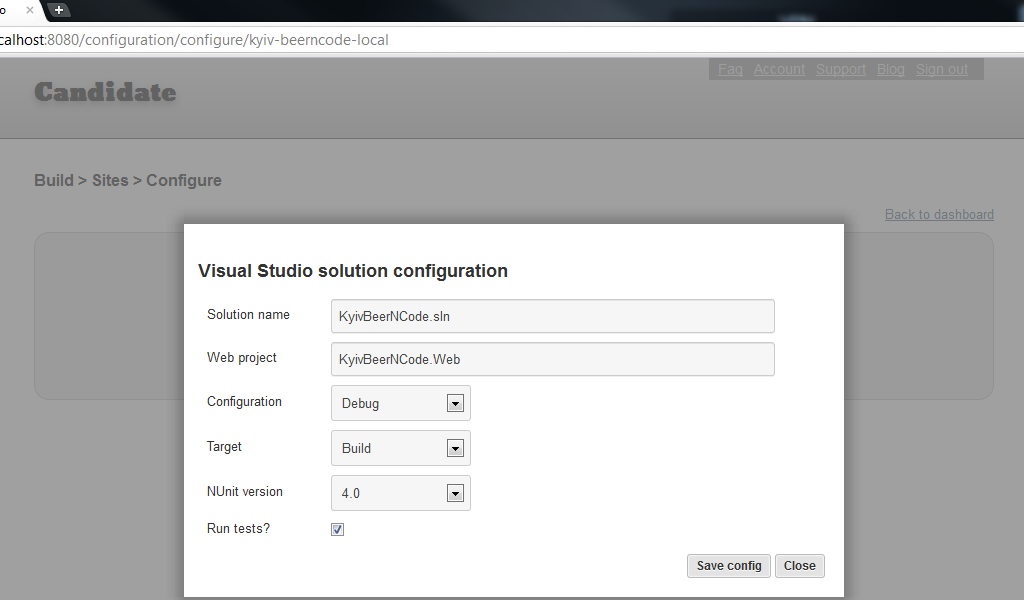 o × +
calhost:8080/configuration/configure/kyiv-beerncode-local
Faq Account Support Blog Sign out
Candidate
Build > Sites > Configure
Back to dashboard
Visual Studio solution configuration
Solution name KyivBeerNCode.sln
Web project KyivBeerNCode.Web
Configuration Debug
Target Build
NUnit version 4.0
Run tests?
Save config Close